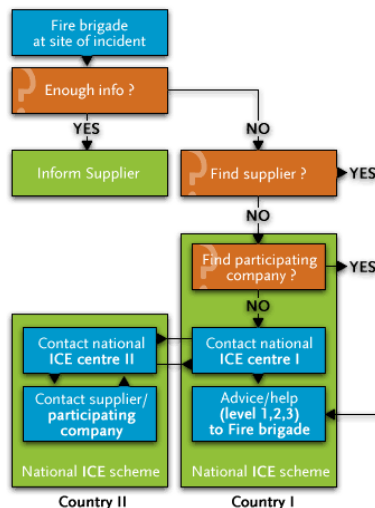 Fire brigade
at site of incident
Enough info ?
YES
NO
Inform Supplier
Find supplier ?
YES
NO
Find participating
company ?
YES
NO
Contact national
ICE centre II
Contact national
ICE centre I
Contact supplier/
participating
company
Advice/help
(level 1,2,3)
to Fire brigade
National ICE scheme
National ICE scheme
Country II
Country I